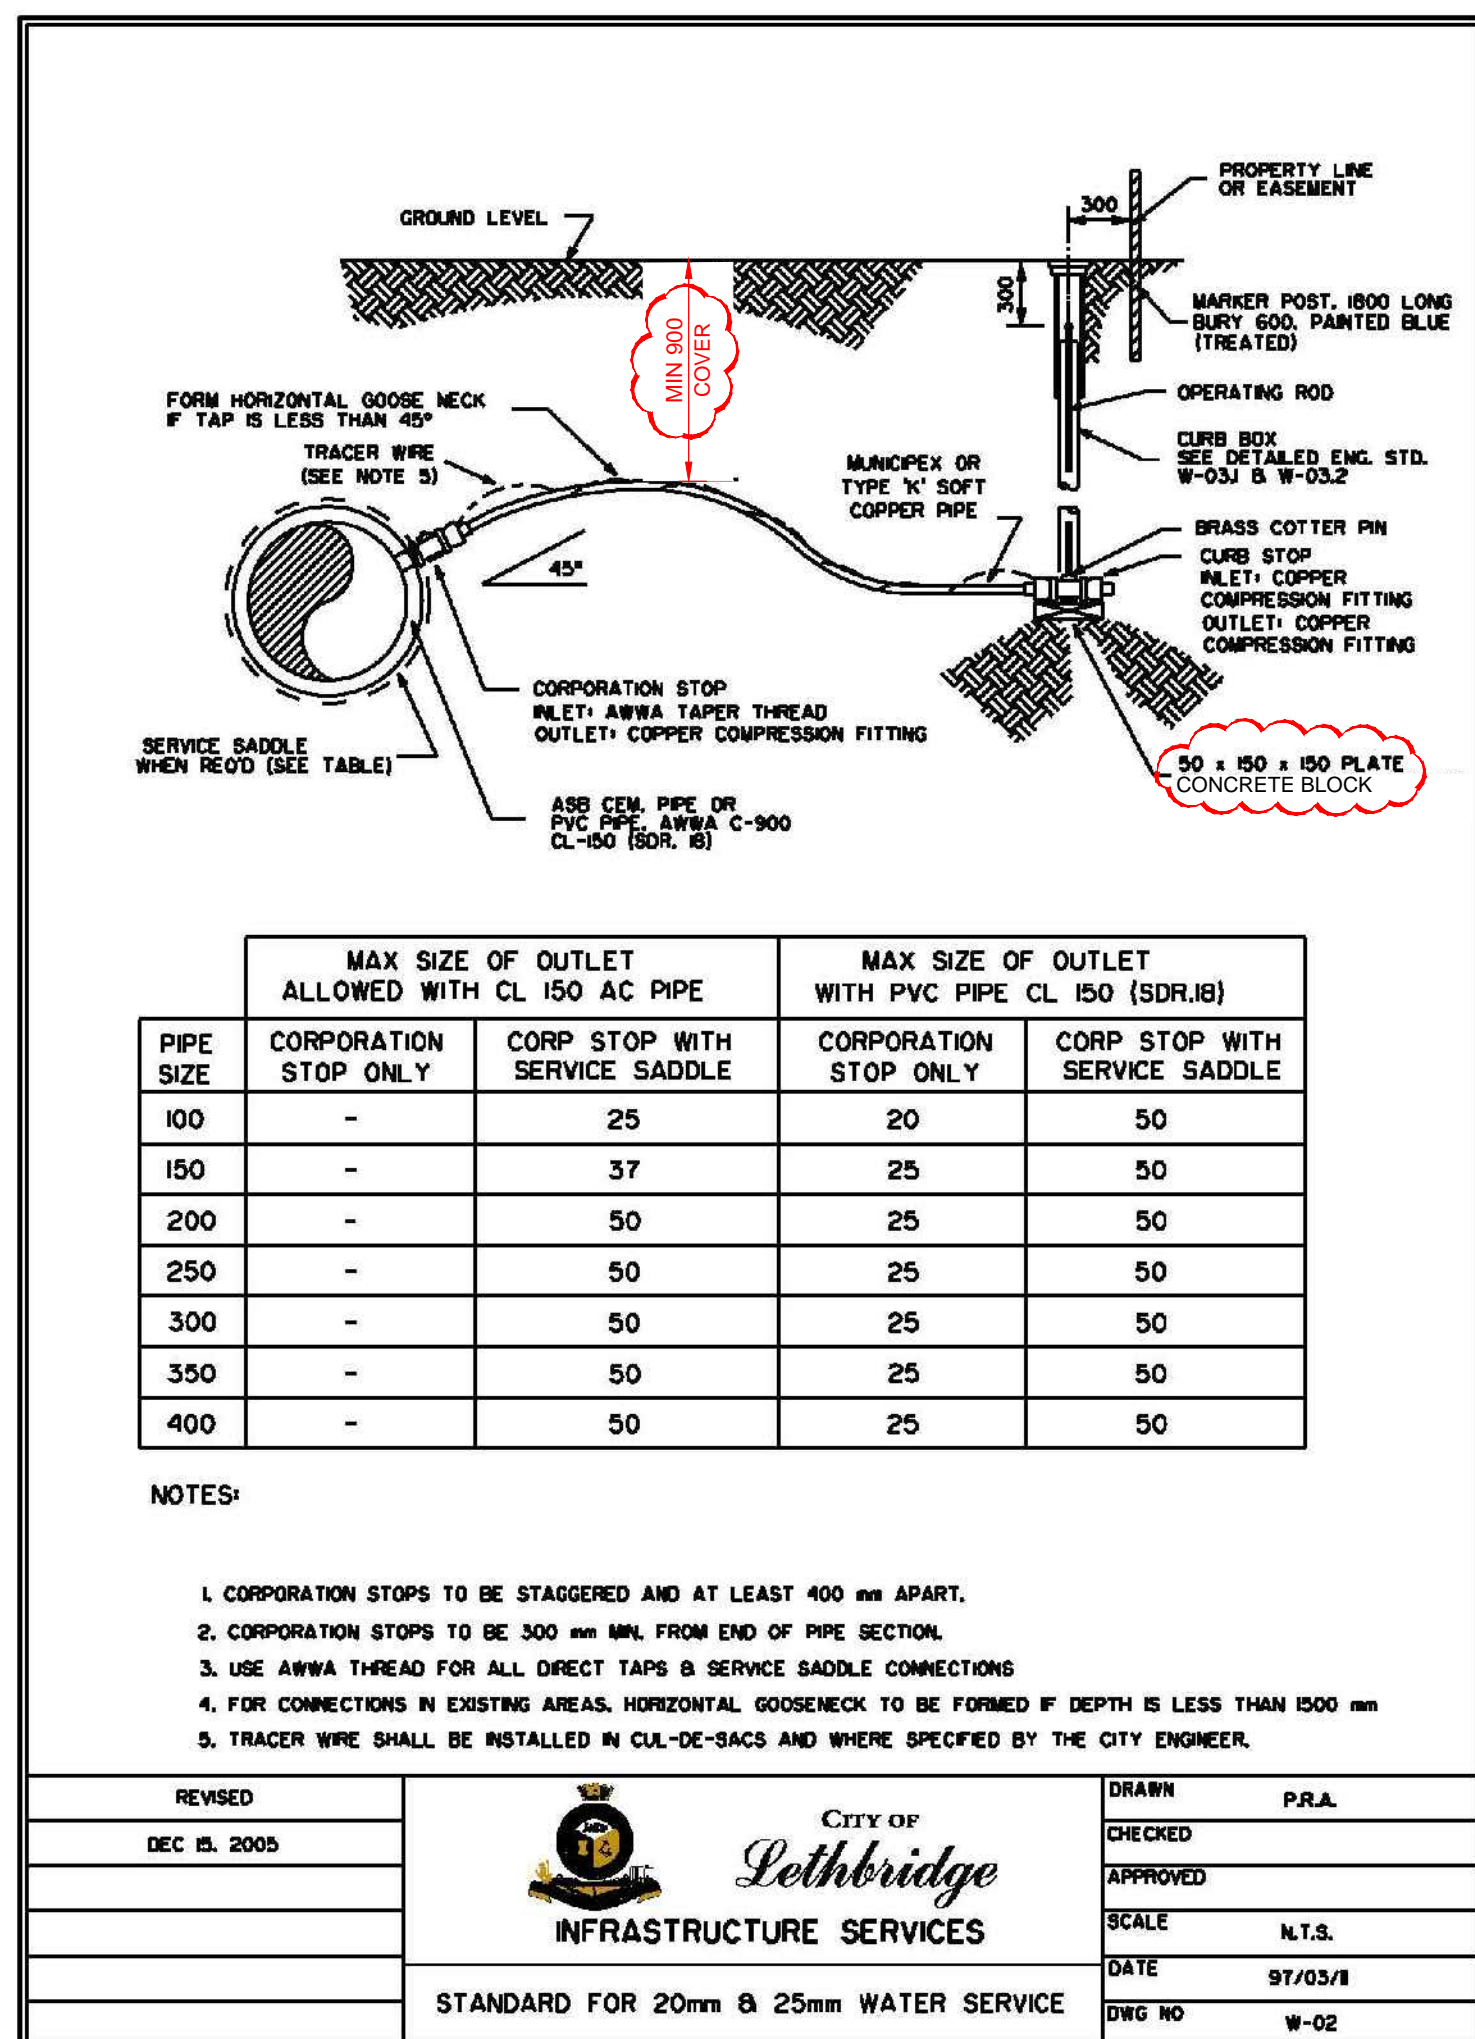 PROPERTY LINE
OR EASEMENT
300
GROUND LEVEL
300
MARKER POST, 1800 LONG
BURY 600, PAINTED BLUE
(TREATED)
MIN 900
COVER
OPERATING ROD
FORM HORIZONTAL GOOSE NECK
IF TAP IS LESS THAN 45°
TRACER WIRE
(SEE NOTE 5)
CURB BOX
SEE DETAILED ENG. STD.
W-03.1 & W-03.2
MUNICIPEX OR
TYPE 'K' SOFT
COPPER PIPE
BRASS COTTER PIN
45°
CURB STOP
INLET: COPPER
COMPRESSION FITTING
OUTLET: COPPER
COMPRESSION FITTING
CORPORATION STOP
INLET: AWWA TAPER THREAD
OUTLET: COPPER COMPRESSION FITTING
SERVICE SADDLE
WHEN REQ'D (SEE TABLE)
50 x 150 x 150 PLATE
CONCRETE BLOCK
ASB CEM. PIPE OR
PVC PIPE, AWWA C-900
CL-150 (SDR. 18)
MAX SIZE OF OUTLET
ALLOWED WITH CL 150 AC PIPE
MAX SIZE OF OUTLET
WITH PVC PIPE CL 150 (SDR.18)
PIPE
SIZE
CORPORATION
STOP ONLY
CORP STOP WITH
SERVICE SADDLE
CORPORATION
STOP ONLY
CORP STOP WITH
SERVICE SADDLE
100 - 25 20 50
150 - 37 25 50
200 - 50 25 50
250 - 50 25 50
300 - 50 25 50
350 - 50 25 50
400 - 50 25 50
NOTES:
1. CORPORATION STOPS TO BE STAGGERED AND AT LEAST 400 mm APART.
2. CORPORATION STOPS TO BE 300 mm MIN. FROM END OF PIPE SECTION.
3. USE AWWA THREAD FOR ALL DIRECT TAPS & SERVICE SADDLE CONNECTIONS
4. FOR CONNECTIONS IN EXISTING AREAS, HORIZONTAL GOOSENECK TO BE FORMED IF DEPTH IS LESS THAN 1500 mm
5. TRACER WIRE SHALL BE INSTALLED IN CUL-DE-SACS AND WHERE SPECIFIED BY THE CITY ENGINEER.
REVISED
DEC 15, 2005
CITY OF
Lethbridge
INFRASTRUCTURE SERVICES
STANDARD FOR 20mm & 25mm WATER SERVICE
DRAWN P.R.A.
CHECKED
APPROVED
SCALE N.T.S.
DATE 97/03/11
DWG NO W-02